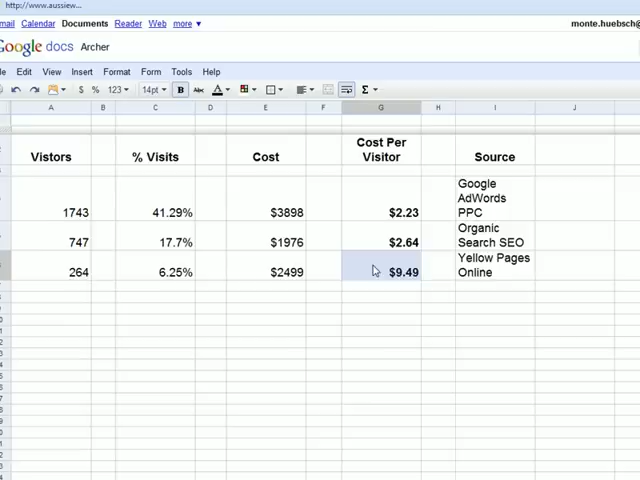 http://www.aussiew...
mail Calendar Documents Reader Web more ▼
monte.huebsch@
Google docs Archer
Edit View Insert Format Form Tools Help
$ % 123 14pt B Abc A Σ
A B C D E F G H I J
Vistors % Visits Cost Cost Per Visitor Source
1743 41.29% $3898 $2.23 Google AdWords PPC
747 17.7% $1976 $2.64 Organic Search SEO
264 6.25% $2499 $9.49 Yellow Pages Online